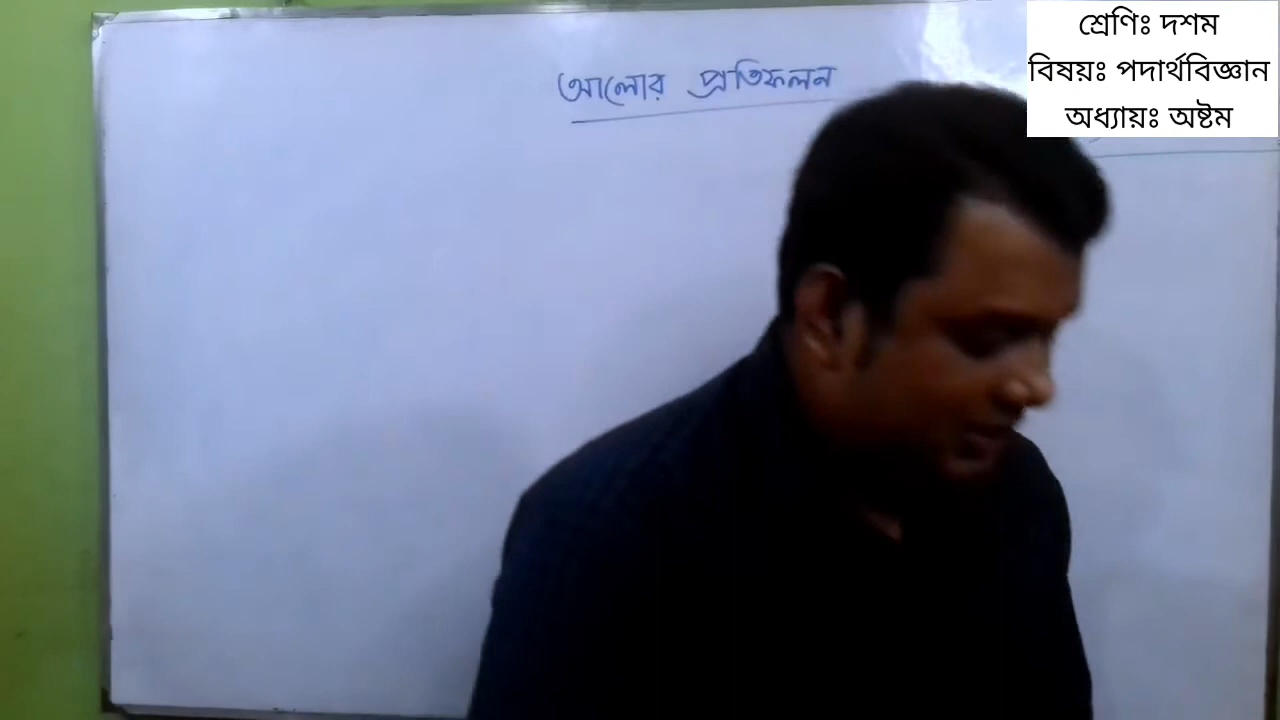 আলোর প্রতিফলন
শ্রেণিঃ দশম
বিষয়ঃ পদার্থবিজ্ঞান
অধ্যায়ঃ অষ্টম